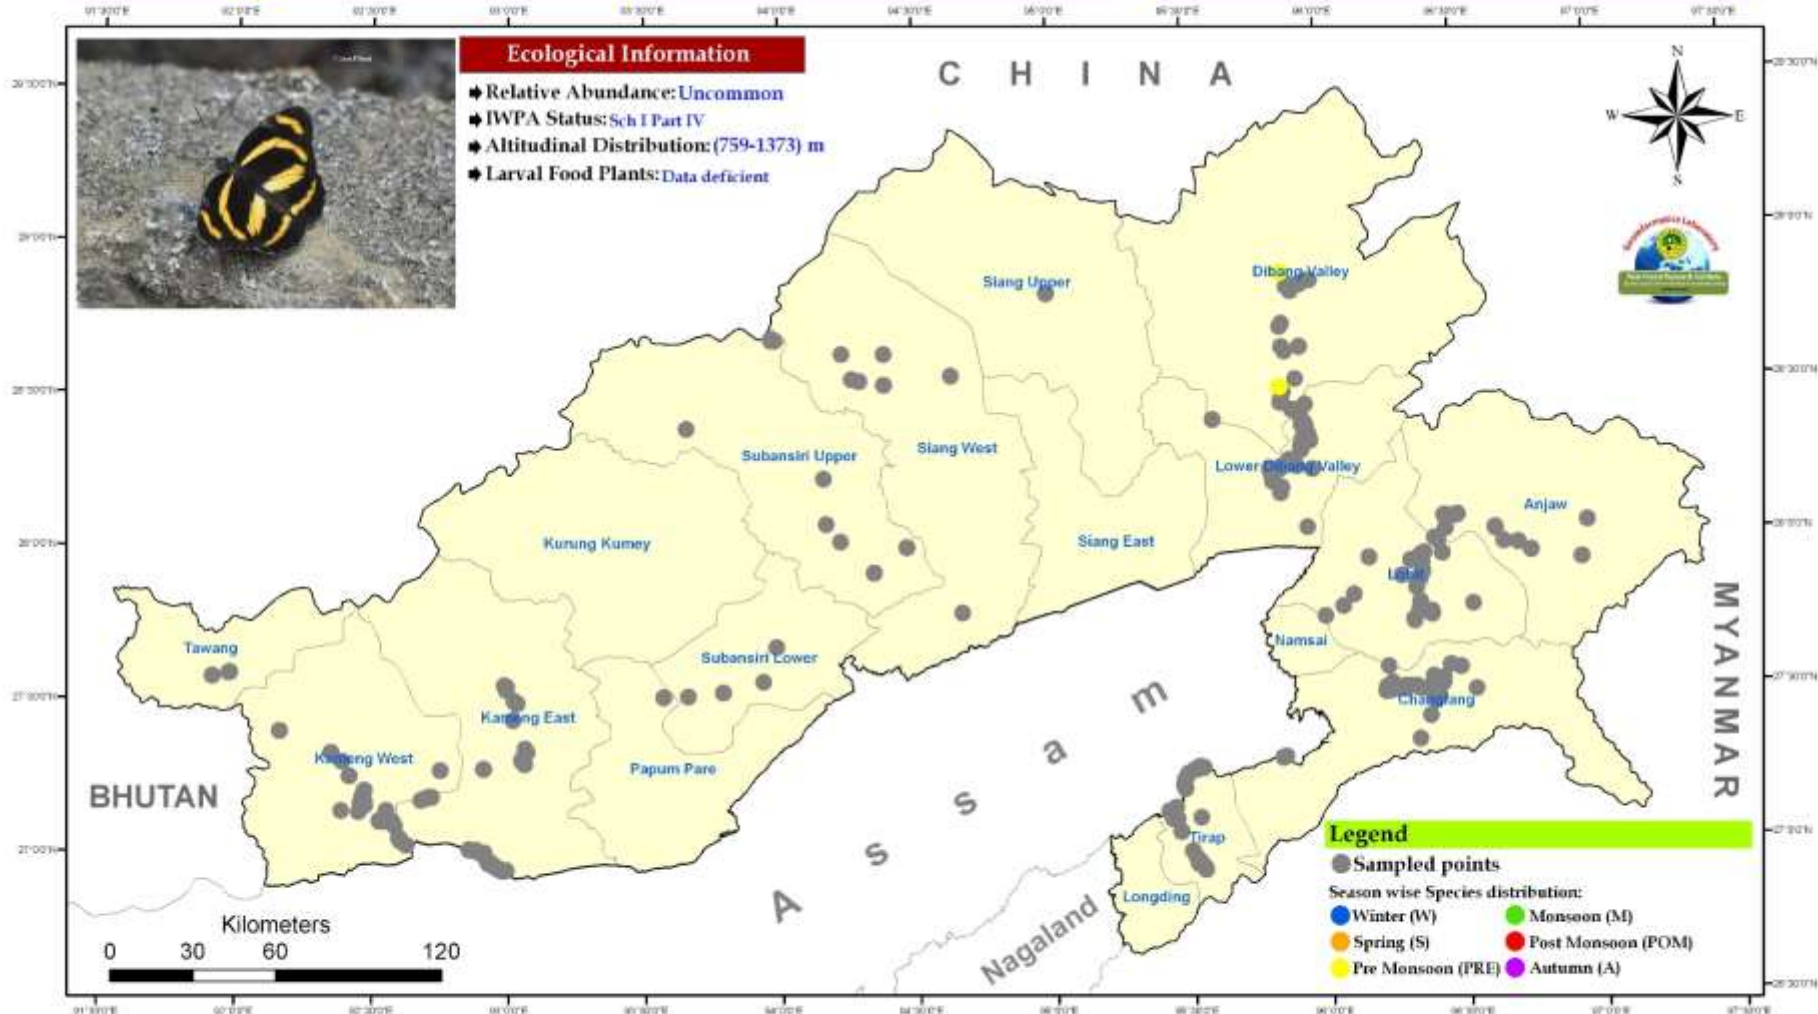 Ecological Information
Relative Abundance: Uncommon
IWPA Status: Sch I Part IV
Altitudinal Distribution: (759-1373) m
Larval Food Plants: Data deficient
C H I N A
N
W E
S
Dibang Valley
Siang Upper
Siang West
Subansiri Upper
Lower Dibang Valley
Anjaw
Kurung Kumey
Siang East
Lohit
Namsai
Tawang
Subansiri Lower
Changlang
Kameng East
Kameng West
Papum Pare
BHUTAN
MYANMAR
A s s a m
Tirap
Longding
Nagaland
Kilometers
0 30 60 120
Legend
Sampled points
Season wise Species distribution:
Winter (W) Monsoon (M)
Spring (S) Post Monsoon (POM)
Pre Monsoon (PRE) Autumn (A)